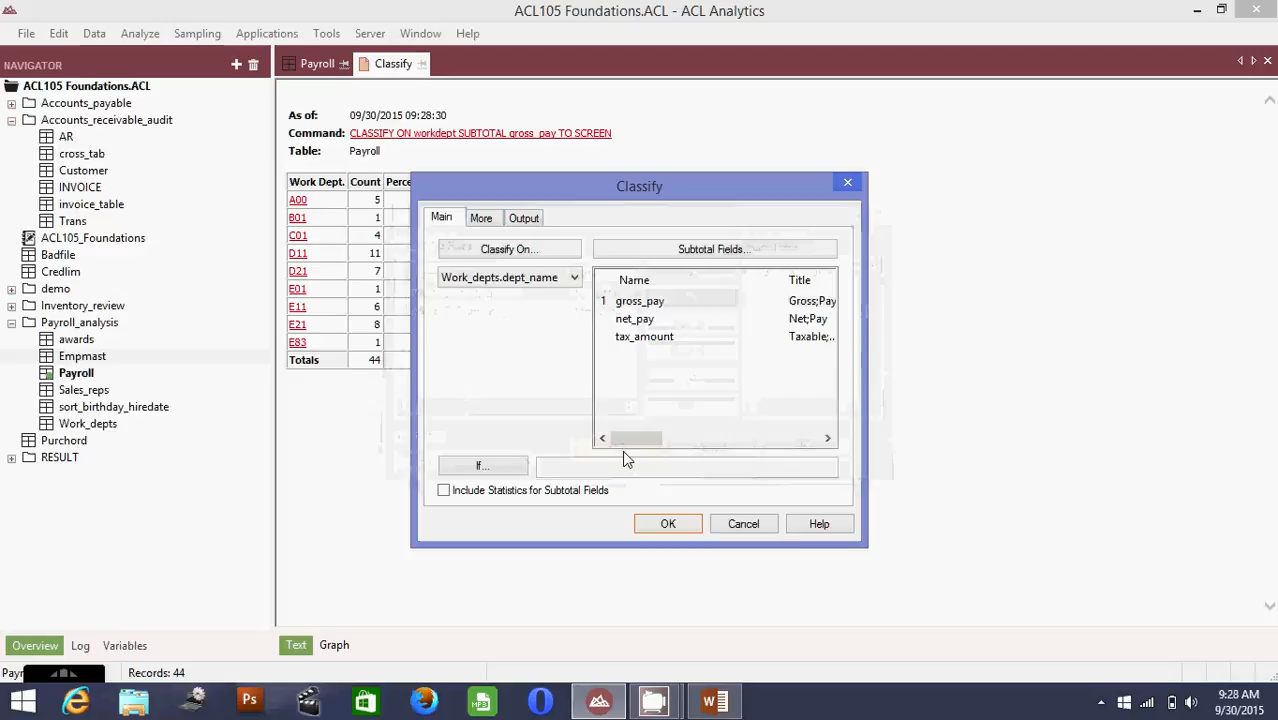 ACL105 Foundations.ACL - ACL Analytics
File Edit Data Analyze Sampling Applications Tools Server Window Help
NAVIGATOR
Payroll Classify
ACL105 Foundations.ACL
Accounts_payable
Accounts_receivable_audit
AR
cross_tab
Customer
INVOICE
invoice_table
Trans
ACL105_Foundations
Badfile
Credlim
demo
Inventory_review
Payroll_analysis
awards
Empmast
Payroll
Sales_reps
sort_birthday_hiredate
Work_depts
Purchord
RESULT
As of: 09/30/2015 09:28:30
Command: CLASSIFY ON workdept SUBTOTAL gross_pay TO SCREEN
Table: Payroll
Work Dept. Count Perce
A00 5
B01 1
C01 4
D11 11
D21 7
E01 1
E11 6
E21 8
E83 1
Totals 44
Classify
Main More Output
Classify On... Subtotal Fields...
Work_depts.dept_name
Name Title
1 gross_pay Gross;Pay
net_pay Net;Pay
tax_amount Taxable;..
If...
Include Statistics for Subtotal Fields
OK Cancel Help
Overview Log Variables Text Graph
Payr Records: 44
Ps MP3 W
9:28 AM
9/30/2015